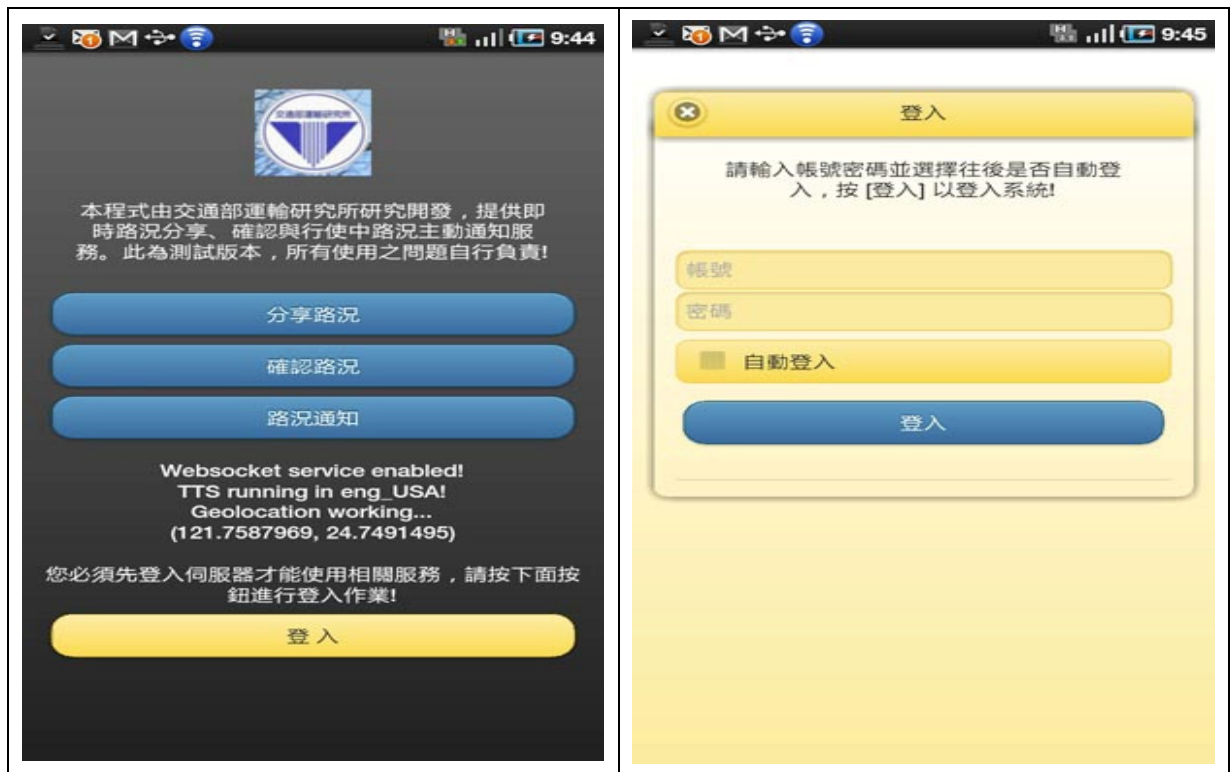 9:44
交通部運輸研究所
本程式由交通部運輸研究所研究開發，提供即
時路況分享、確認與行使中路況主動通知服
務。此為測試版本，所有使用之問題自行負責!
分享路況
確認路況
路況通知
Websocket service enabled!
TTS running in eng_USA!
Geolocation working...
(121.7587969, 24.7491495)
您必須先登入伺服器才能使用相關服務，請按下面按
鈕進行登入作業!
登 入
9:45
登入
請輸入帳號密碼並選擇往後是否自動登
入，按 [登入] 以登入系統!
帳號
密碼
自動登入
登入